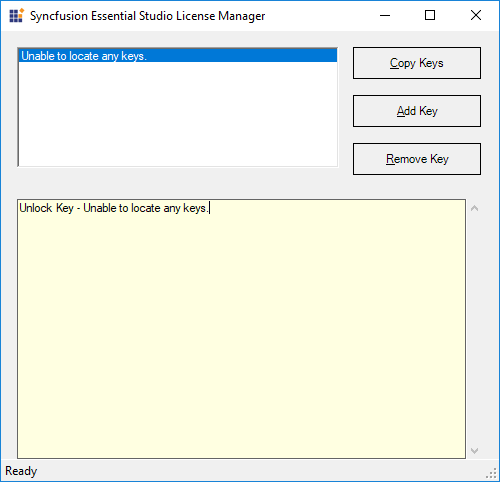 Syncfusion Essential Studio License Manager
Unable to locate any keys.
Copy Keys
Add Key
Remove Key
Unlock Key - Unable to locate any keys.
Ready